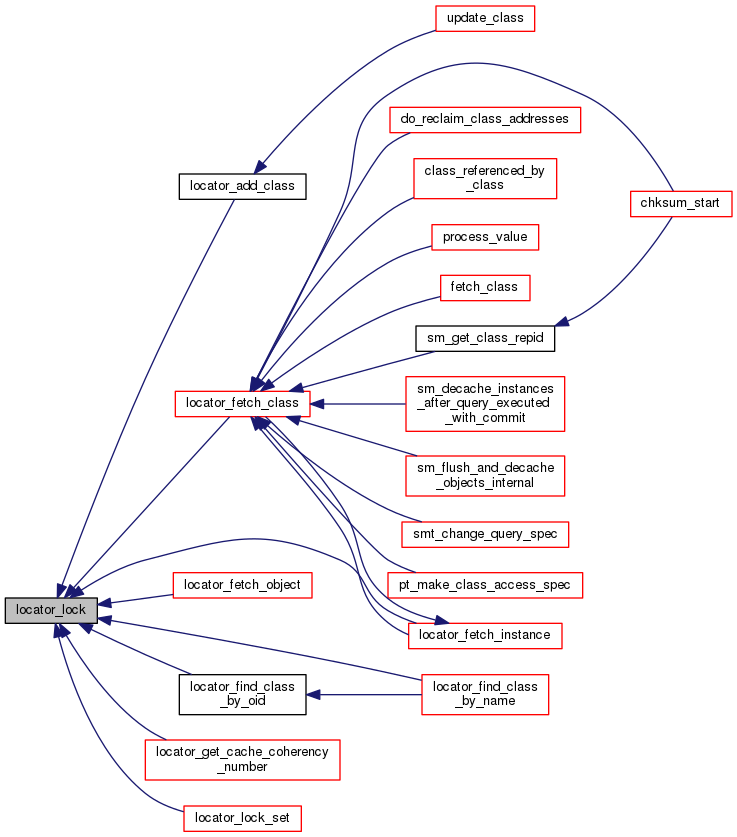 update_class
do_reclaim_class_addresses
class_referenced_by
_class
locator_add_class
chksum_start
process_value
fetch_class
sm_get_class_repid
sm_decache_instances
_after_query_executed
_with_commit
locator_fetch_class
sm_flush_and_decache
_objects_internal
smt_change_query_spec
locator_fetch_object
pt_make_class_access_spec
locator_lock
locator_fetch_instance
locator_find_class
_by_oid
locator_find_class
_by_name
locator_get_cache_coherency
_number
locator_lock_set